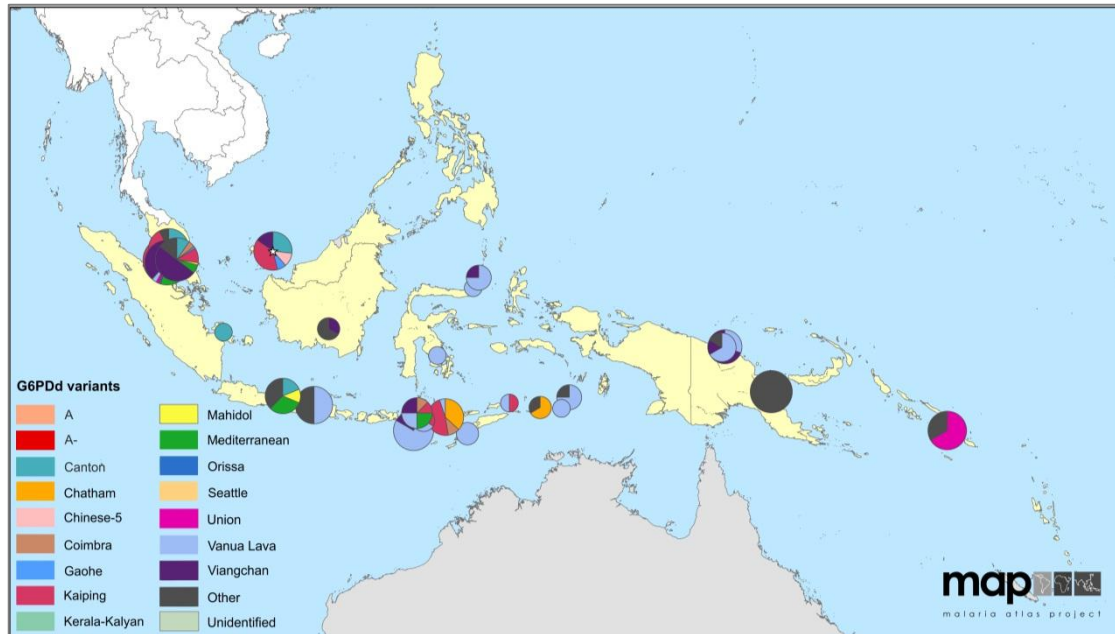 G6PDd variants
A
A-
Canton
Chatham
Chinese-5
Coimbra
Gaohe
Kaiping
Kerala-Kalyan
Mahidol
Mediterranean
Orissa
Seattle
Union
Vanua Lava
Viangchan
Other
Unidentified
map
malaria atlas project